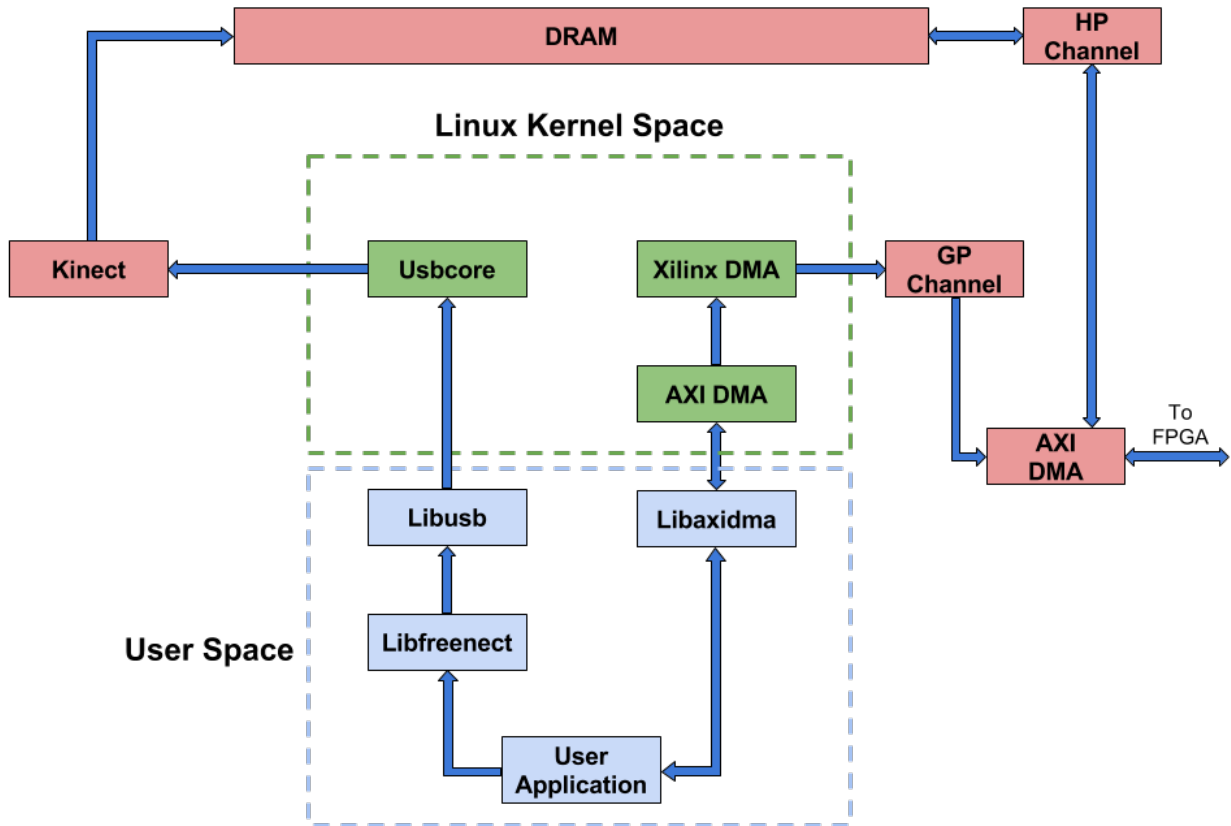 DRAM
HP
Channel
Linux Kernel Space
Kinect
Usbcore
Xilinx DMA
GP
Channel
AXI DMA
To
FPGA
AXI
DMA
Libusb
Libaxidma
Libfreenect
User Space
User
Application